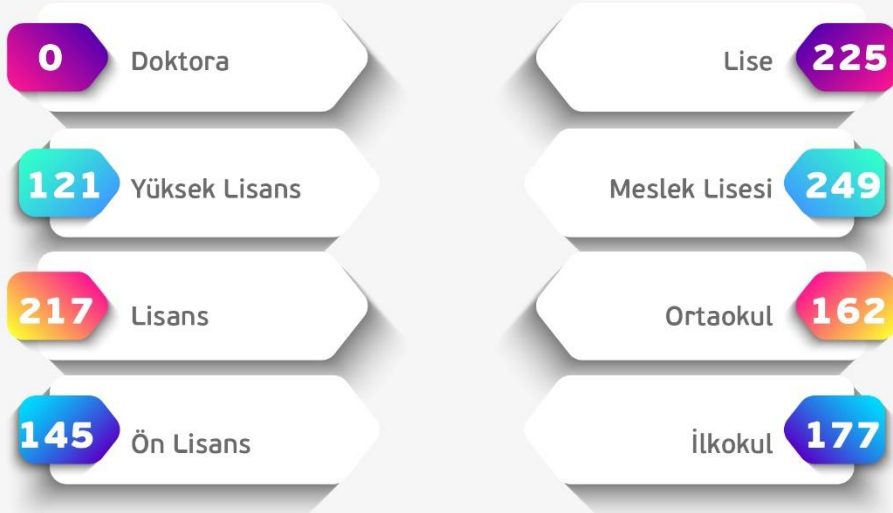 0 Doktora
121 Yüksek Lisans
217 Lisans
145 Ön Lisans
Lise 225
Meslek Lisesi 249
Ortaokul 162
İlkokul 177